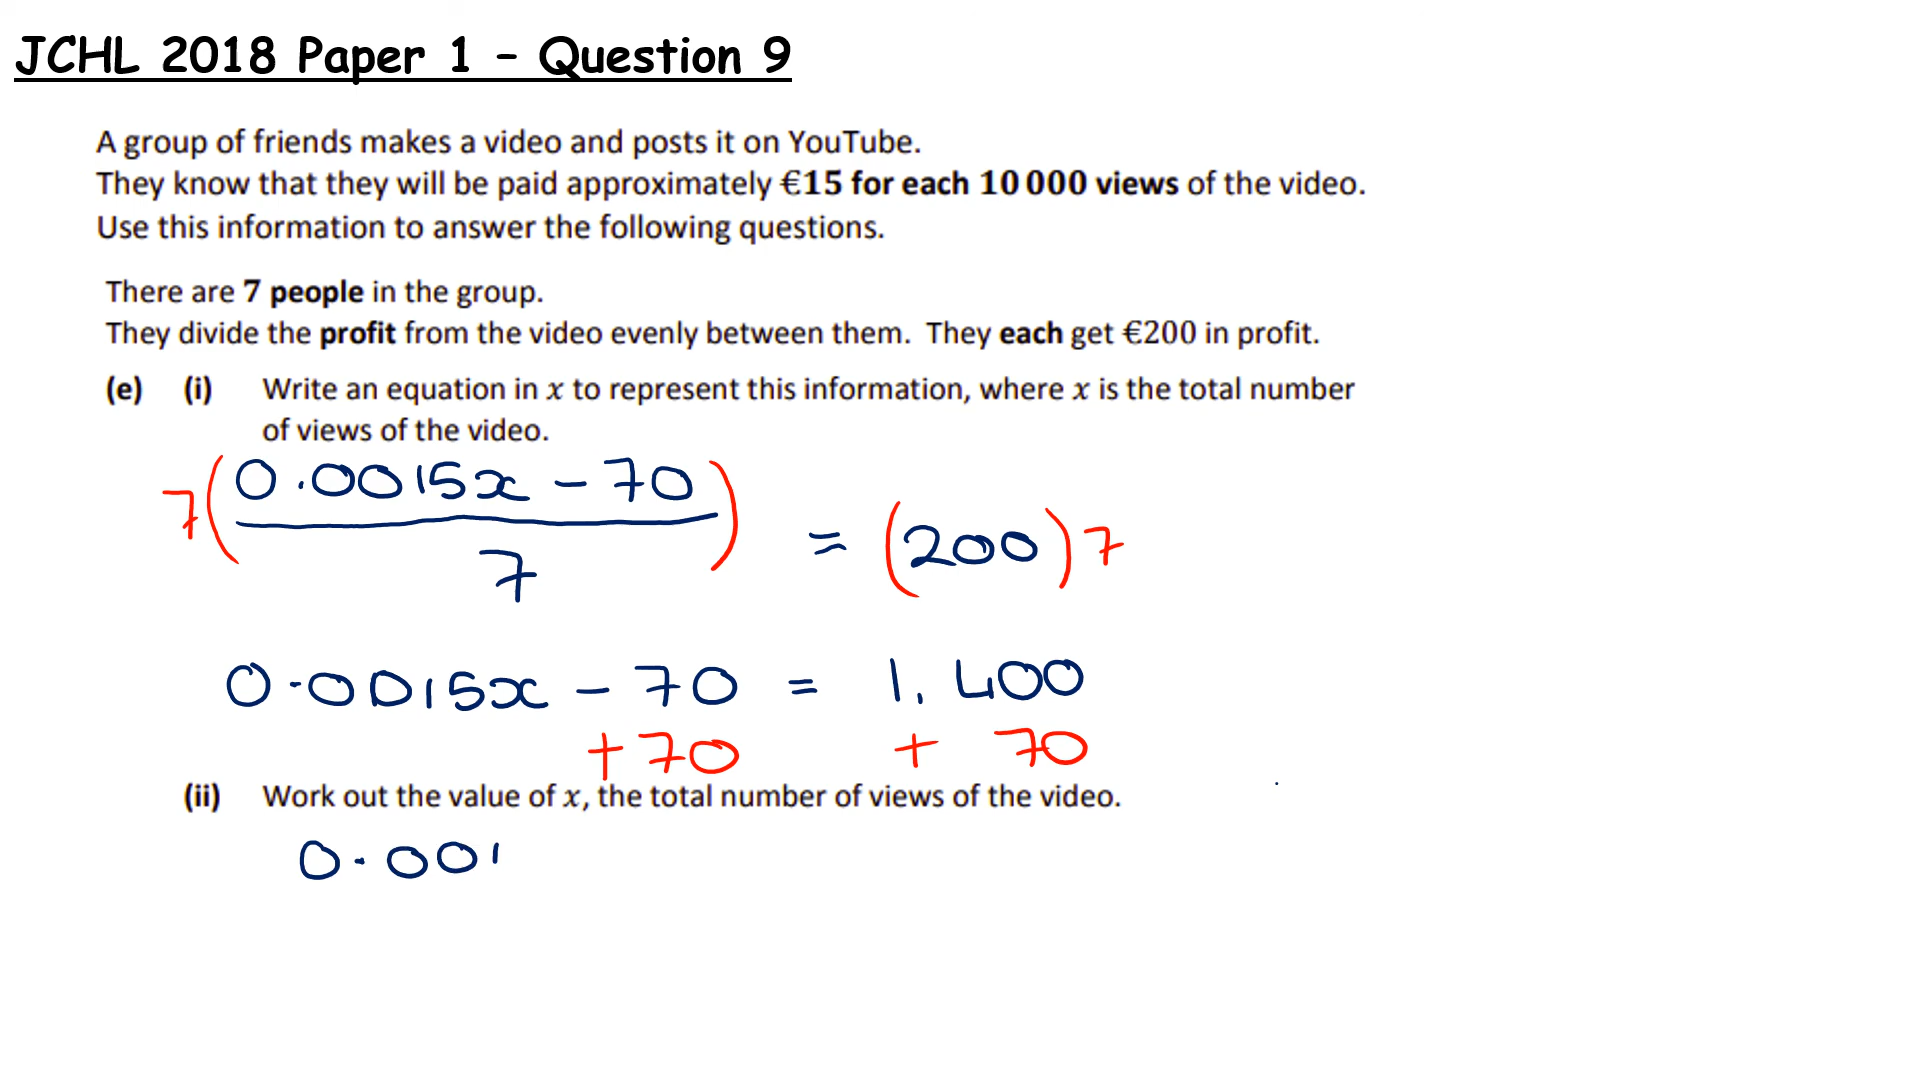 JCHL 2018 Paper 1 – Question 9
A group of friends makes a video and posts it on YouTube.
They know that they will be paid approximately €15 for each 10 000 views of the video.
Use this information to answer the following questions.
There are 7 people in the group.
They divide the profit from the video evenly between them. They each get €200 in profit.
(e) (i) Write an equation in x to represent this information, where x is the total number
of views of the video.
7(0.0015x - 70)
7
= (200)7
0.0015x - 70 = 1,400
+70 + 70
(ii) Work out the value of x, the total number of views of the video.
0.001